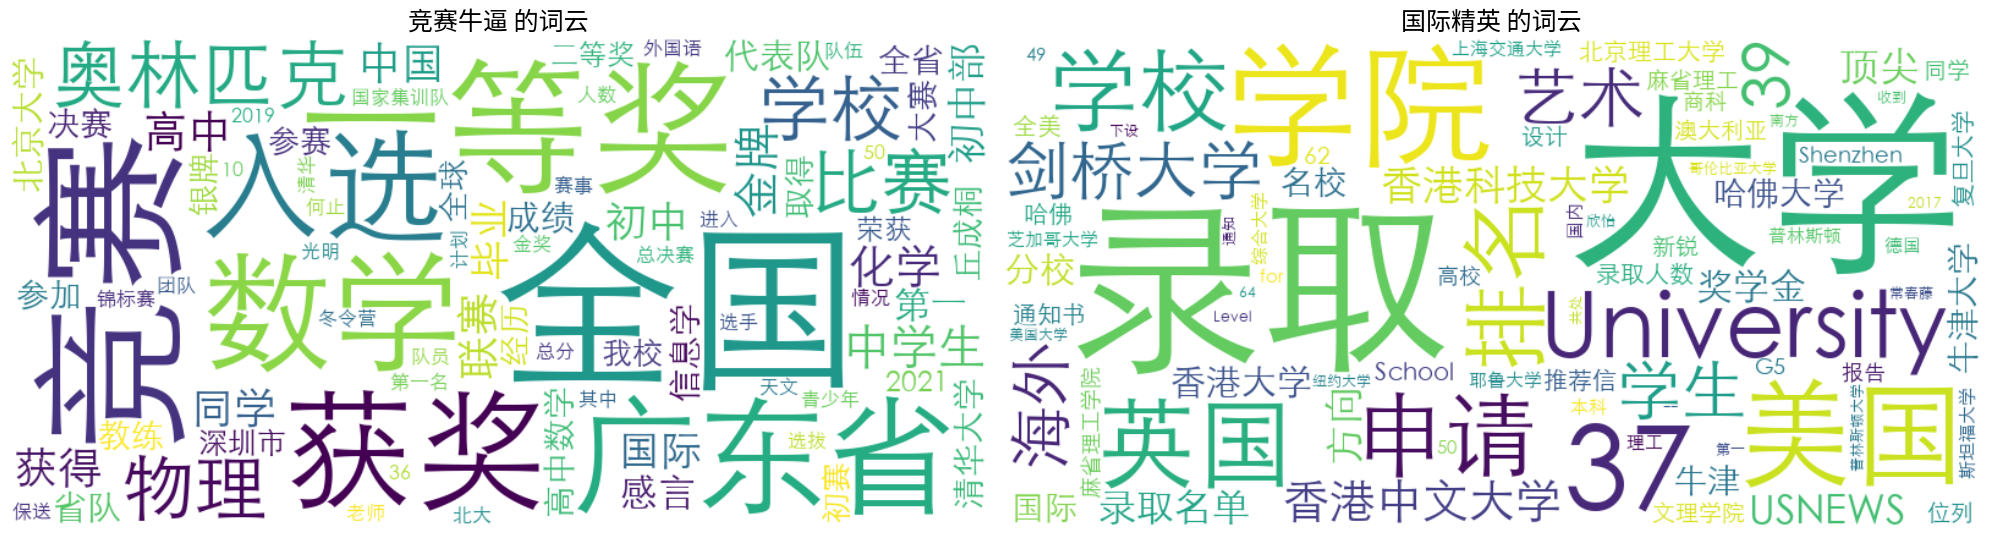 竞赛牛逼 的词云
北京大学
奥林匹克
中国
二等奖
外国语
代表队
队伍
全省
国家集训队
人数
一等奖
学校
大赛
初中部
决赛
高中
2019
参赛
金牌
50
比赛
银牌
10
清华
入选
全球
赛事
取得
竞赛
何止
成绩
初中
进入
荣获
丘成桐
光明
计划
毕业
金奖
总决赛
化学
参加
团队
锦标赛
数学
全国
情况
第一
冬令营
联赛
经历
选手
中学生
队员
总分
我校
信息学
第一名
天文
2021
同学
获奖
其中
青少年
教练
深圳市
高中数学
广东省
选拔
清华大学
获得
物理
36
国际
初赛
保送
省队
老师
北大
感言
国际精英 的词云
49
学校
学院
上海交通大学
北京理工大学
39
顶尖
同学
艺术
麻省理工
商科
收到
全美
下设
设计
澳大利亚
南方
大学
复旦大学
剑桥大学
62
名校
香港科技大学
哥伦比亚大学
Shenzhen
哈佛大学
2017
哈佛
通知
综合大学
排名
国内
欣怡
普林斯顿
芝加哥大学
录取
新锐
德国
分校
for
高校
录取人数
牛津大学
64
奖学金
常春藤
通知书
Level
University
共处
美国大学
海外
香港大学
纽约大学
School
耶鲁大学
推荐信
学生
G5
报告
麻省理工学院
英国
方向
申请
本科
--
美国
普林斯顿大学
斯坦福大学
50
37
理工
第一
国际
录取名单
香港中文大学
牛津
文理学院
USNEWS
位列